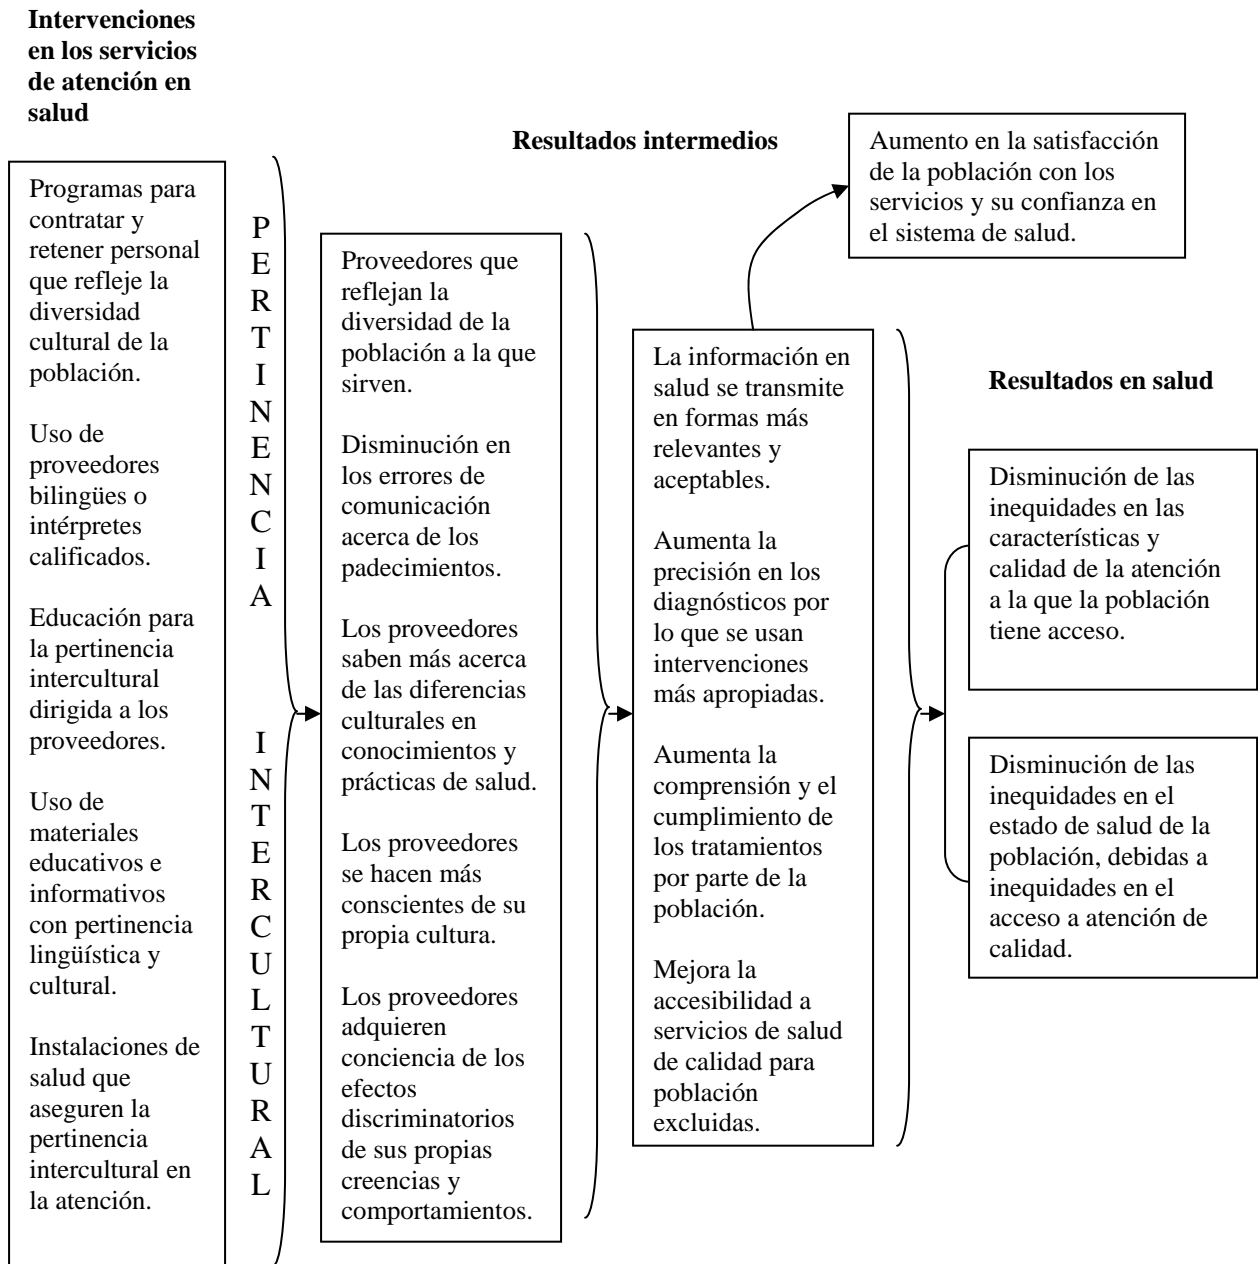 Intervenciones
en los servicios
de atención en
salud
Programas para
contratar y
retener personal
que refleje la
diversidad
cultural de la
población.
Uso de
proveedores
bilingües o
intérpretes
calificados.
Educación para
la pertinencia
intercultural
dirigida a los
proveedores.
Uso de
materiales
educativos e
informativos
con pertinencia
lingüística y
cultural.
Instalaciones de
salud que
aseguren la
pertinencia
intercultural en
la atención.
PERTINENCIA
INTERCULTURAL
Resultados intermedios
Proveedores que
reflejan la
diversidad de la
población a la que
sirven.
Disminución en
los errores de
comunicación
acerca de los
padecimientos.
Los proveedores
saben más acerca
de las diferencias
culturales en
conocimientos y
prácticas de salud.
Los proveedores
se hacen más
conscientes de su
propia cultura.
Los proveedores
adquieren
conciencia de los
efectos
discriminatorios
de sus propias
creencias y
comportamientos.
La información en
salud se transmite
en formas más
relevantes y
aceptables.
Aumenta la
precisión en los
diagnósticos por
lo que se usan
intervenciones
más apropiadas.
Aumenta la
comprensión y el
cumplimiento de
los tratamientos
por parte de la
población.
Mejora la
accesibilidad a
servicios de salud
de calidad para
población
excluidas.
Aumento en la satisfacción
de la población con los
servicios y su confianza en
el sistema de salud.
Resultados en salud
Disminución de las
inequidades en las
características y
calidad de la atención
a la que la población
tiene acceso.
Disminución de las
inequidades en el
estado de salud de la
población, debidas a
inequidades en el
acceso a atención de
calidad.